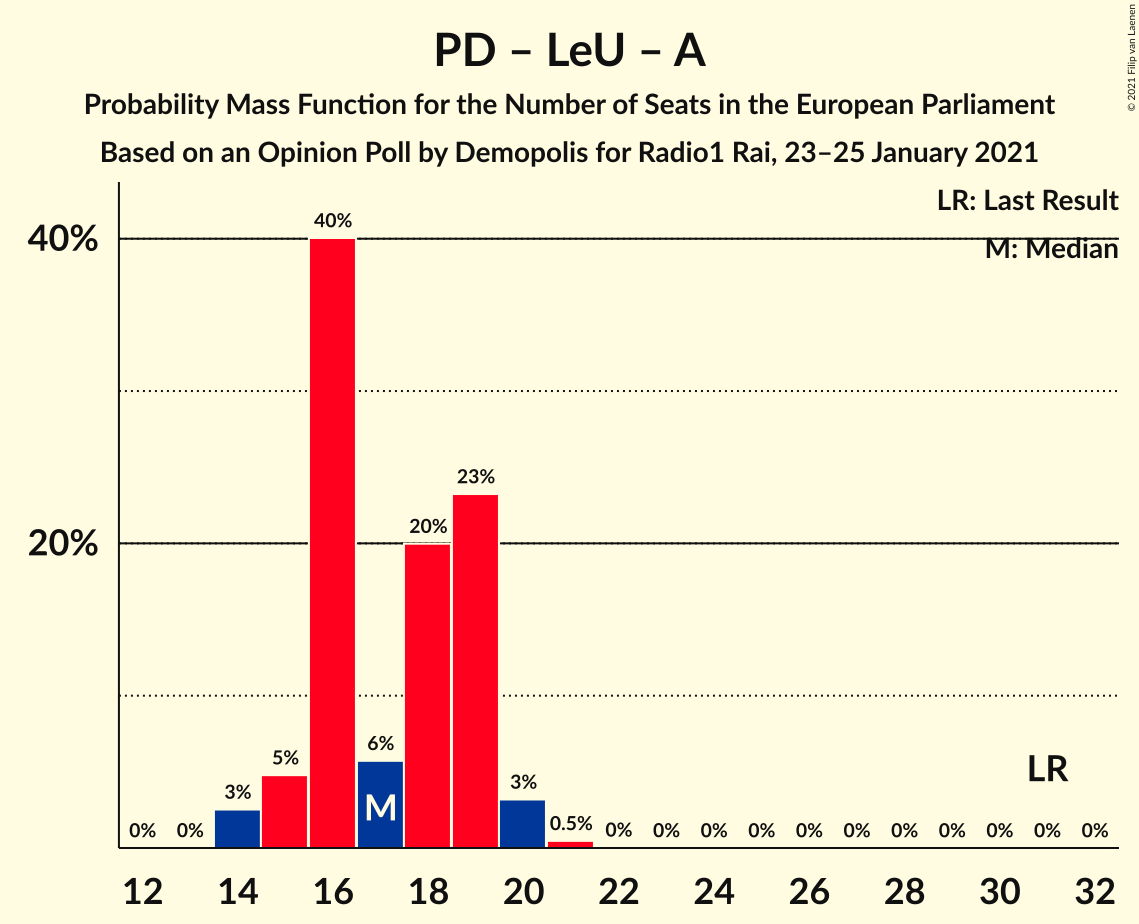 PD – LeU – A
Probability Mass Function for the Number of Seats in the European Parliament
Based on an Opinion Poll by Demopolis for Radio1 Rai, 23–25 January 2021
© 2021 Filip van Laenen
LR: Last Result
M: Median
40%
20%
0% 0% 3% 5% 40% 6% 20% 23% 3% 0.5% 0% 0% 0% 0% 0% 0% 0% 0% 0% 0% 0%
M
LR
12 14 16 18 20 22 24 26 28 30 32